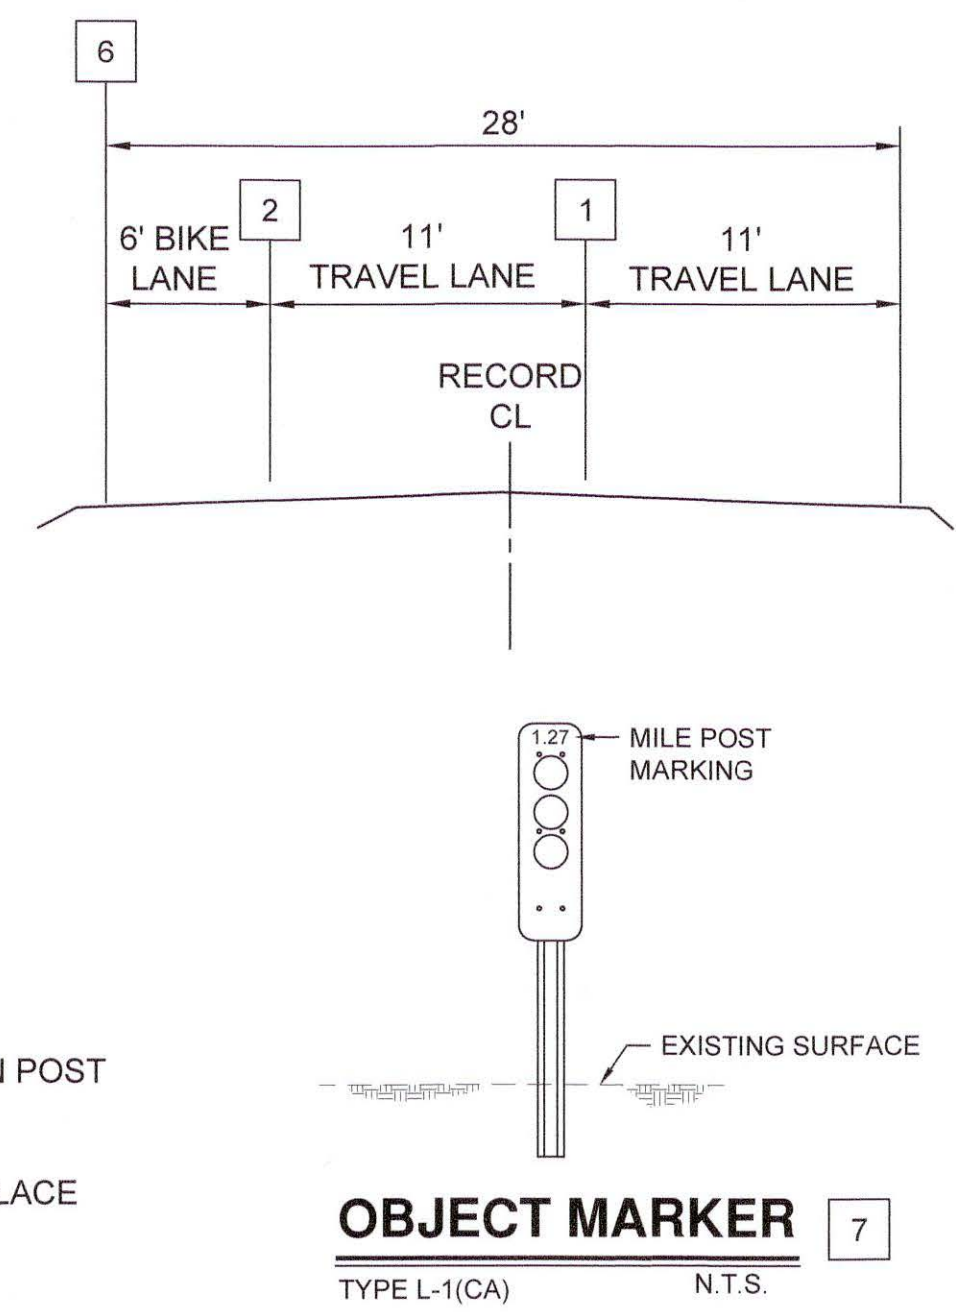 6
28'
2
1
6' BIKE
LANE
11'
TRAVEL LANE
11'
TRAVEL LANE
RECORD
CL
1.27
MILE POST
MARKING
EXISTING SURFACE
POST
OBJECT MARKER
7
TYPE L-1(CA)
N.T.S.